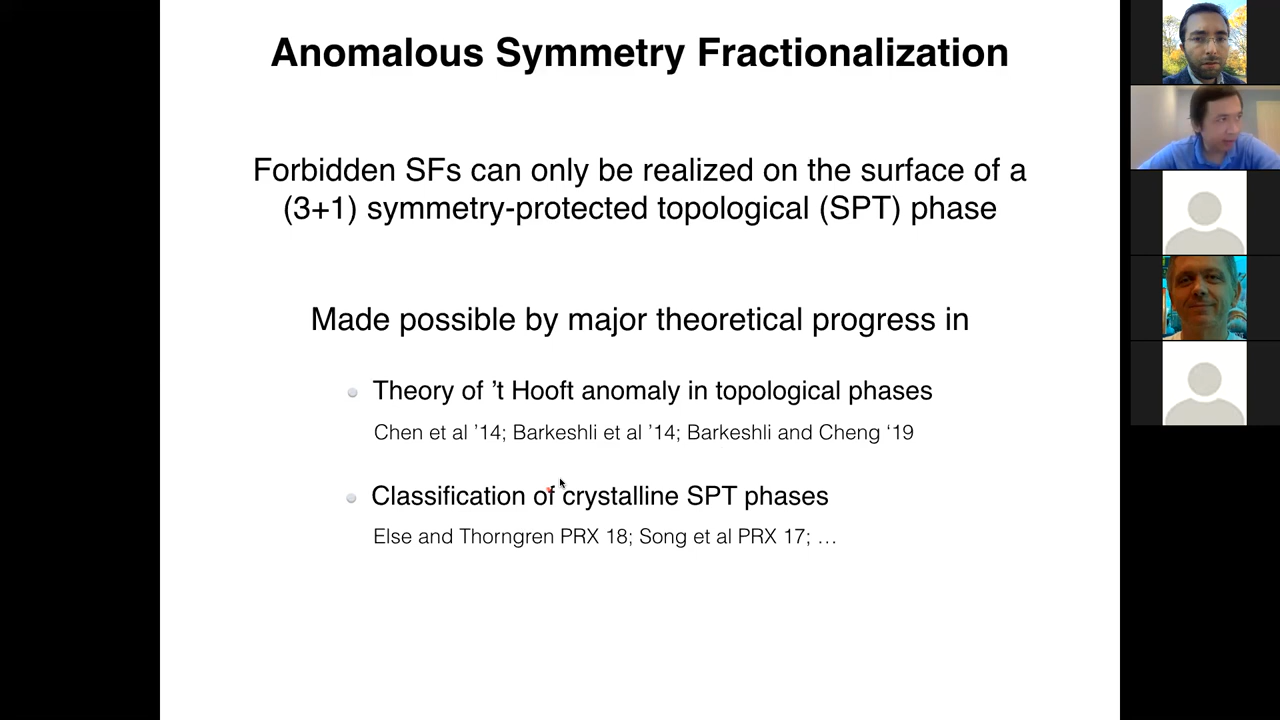 Anomalous Symmetry Fractionalization
Forbidden SFs can only be realized on the surface of a
(3+1) symmetry-protected topological (SPT) phase
Made possible by major theoretical progress in
Theory of ’t Hooft anomaly in topological phases
Chen et al ’14; Barkeshli et al ’14; Barkeshli and Cheng ‘19
Classification of crystalline SPT phases
Else and Thorngren PRX 18; Song et al PRX 17; …